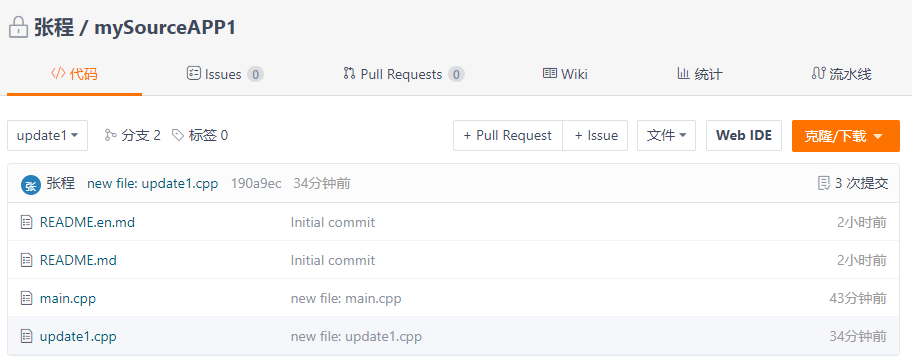 张程 / mySourceAPP1
代码 Issues 0 Pull Requests 0 Wiki 统计 流水线
update1 分支 2 标签 0 + Pull Request + Issue 文件 Web IDE 克隆/下载
张 张程 new file: update1.cpp 190a9ec 34分钟前 3 次提交
README.en.md Initial commit 2小时前
README.md Initial commit 2小时前
main.cpp new file: main.cpp 43分钟前
update1.cpp new file: update1.cpp 34分钟前